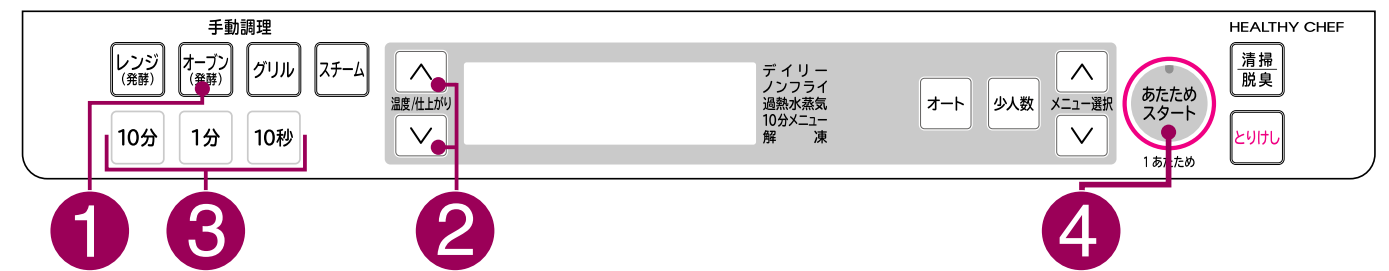 手動調理
HEALTHY CHEF
レンジ
(発酵)
オーブン
(発酵)
グリル
スチーム
10分
1分
10秒
温度/仕上がり
デイリー
ノンフライ
過熱水蒸気
10分メニュー
解 凍
オート
少人数
メニュー選択
あたため
スタート
1あたため
清掃
脱臭
とりけし
1
3
2
4